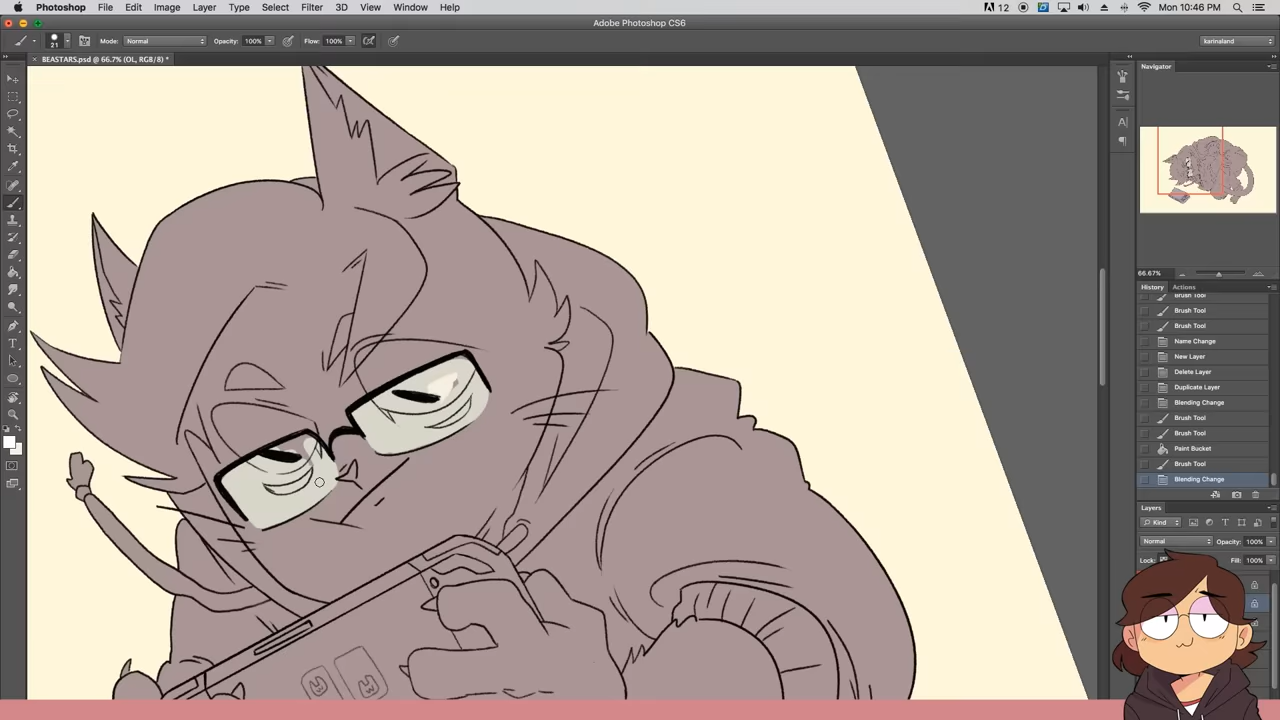 Photoshop File Edit Image Layer Type Select Filter 3D View Window Help 12 Mon 10:46 PM
Adobe Photoshop CS6
21 Mode: Normal Opacity: 100% Flow: 100% karinaland
BEASTARS.psd @ 66.7% (OL, RGB/8) *
Navigator
66.67%
History Actions
Brush Tool
Brush Tool
Brush Tool
Name Change
New Layer
Delete Layer
Duplicate Layer
Blending Change
Brush Tool
Brush Tool
Paint Bucket
Brush Tool
Blending Change
Layers
Kind
Normal Opacity: 100%
Lock: Fill: 100%